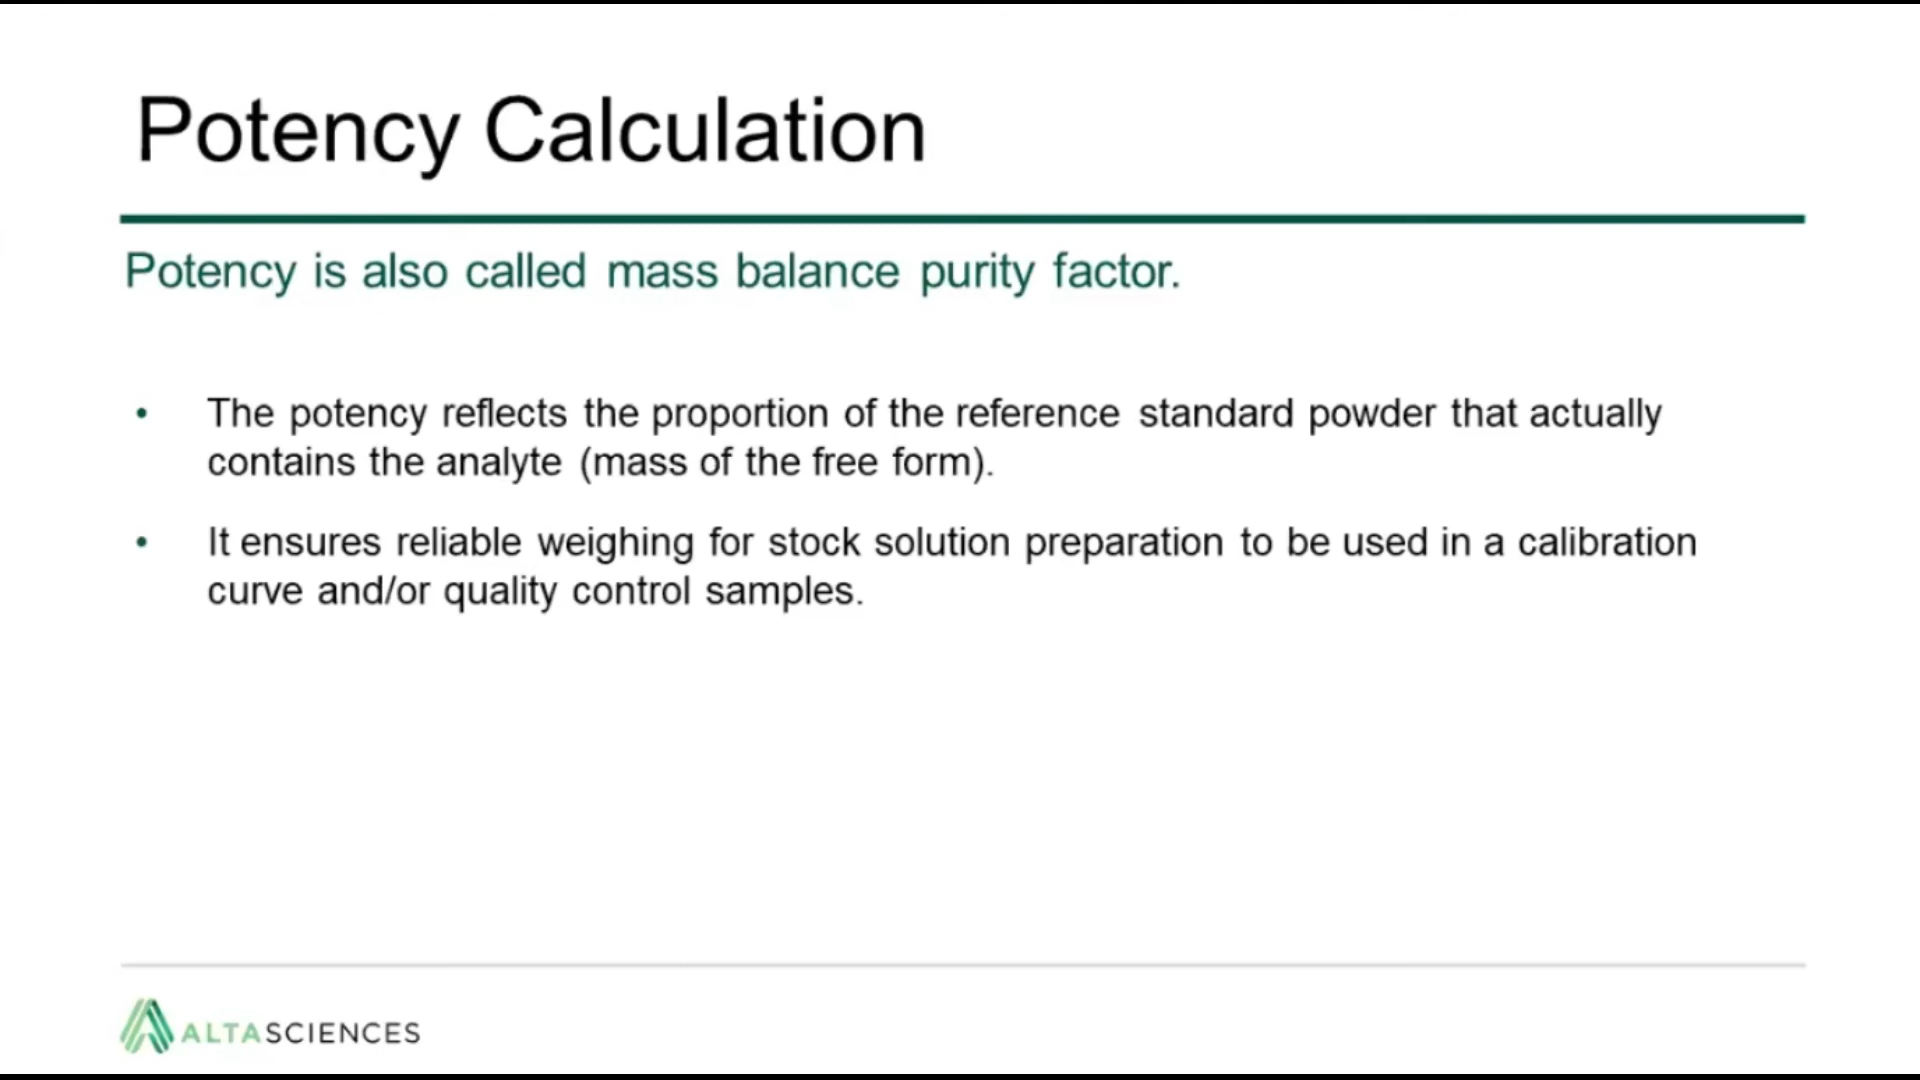 Potency Calculation
Potency is also called mass balance purity factor.
• The potency reflects the proportion of the reference standard powder that actually
contains the analyte (mass of the free form).
• It ensures reliable weighing for stock solution preparation to be used in a calibration
curve and/or quality control samples.
ALTASCIENCES